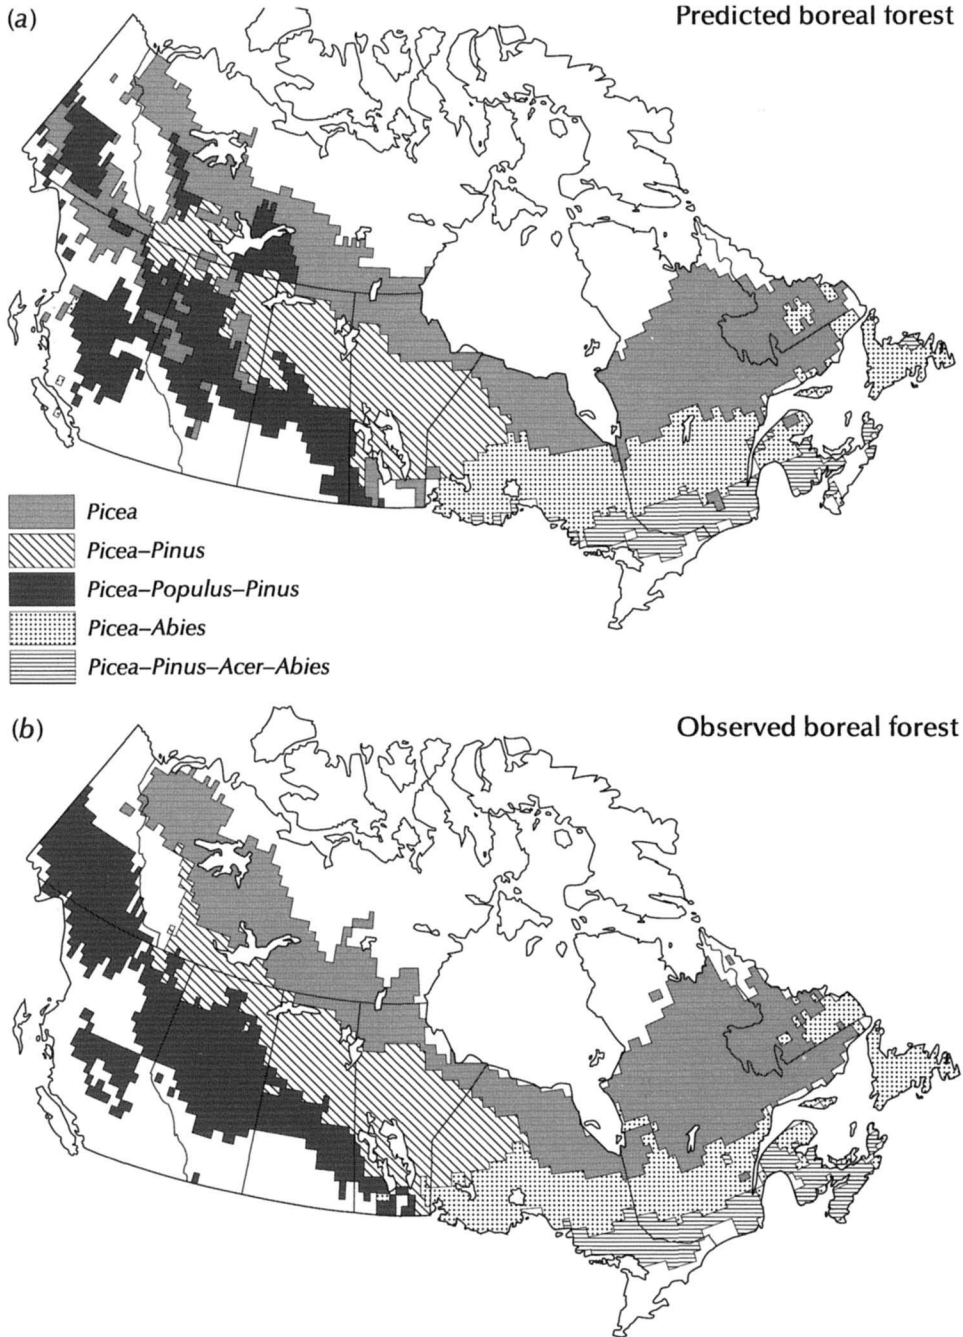 (a)
Predicted boreal forest
Picea
Picea–Pinus
Picea–Populus–Pinus
Picea–Abies
Picea–Pinus–Acer–Abies
(b)
Observed boreal forest